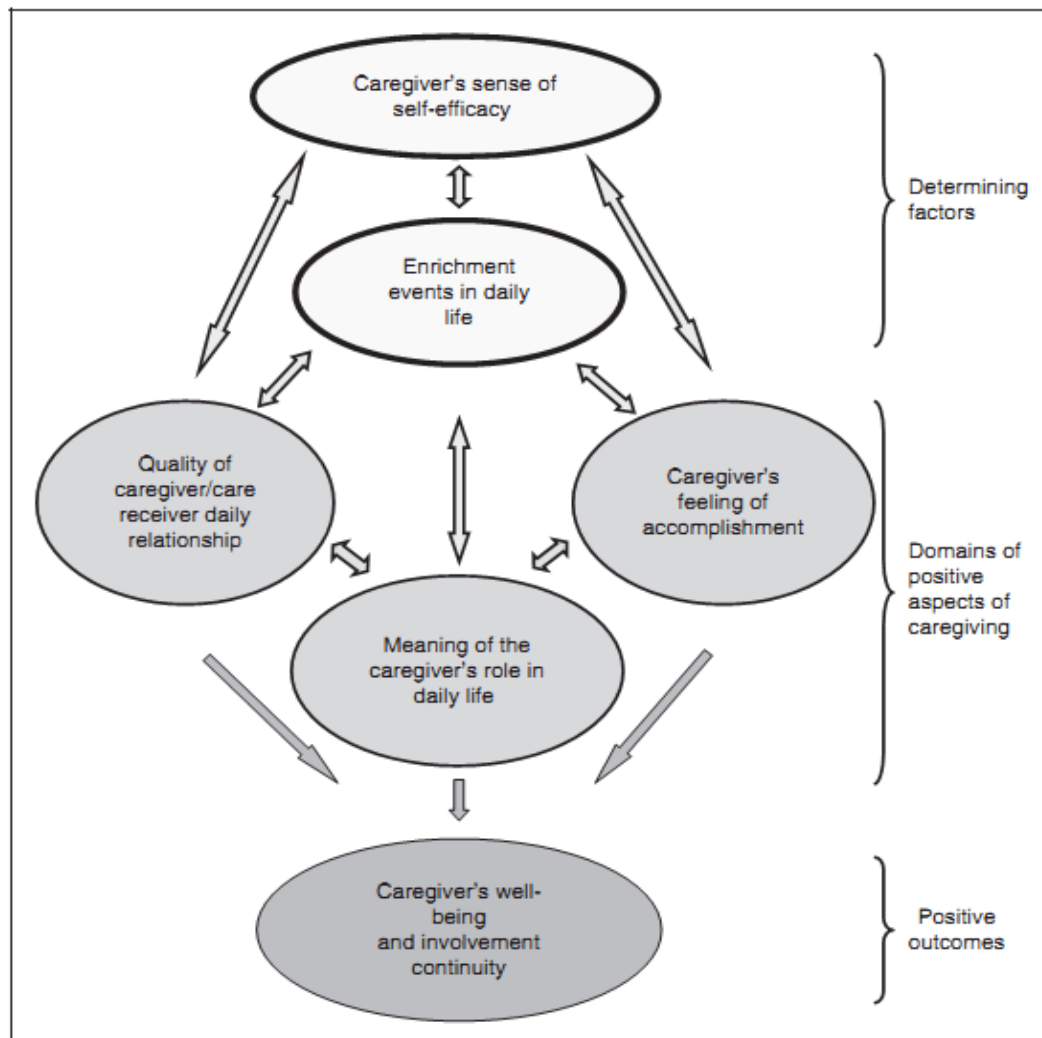 Caregiver's sense of
self-efficacy
Determining
factors
Enrichment
events in daily
life
Quality of
caregiver/care
receiver daily
relationship
Caregiver's
feeling of
accomplishment
Domains of
positive
aspects of
caregiving
Meaning of the
caregiver's role in
daily life
Caregiver's well-
being
and involvement
continuity
Positive
outcomes